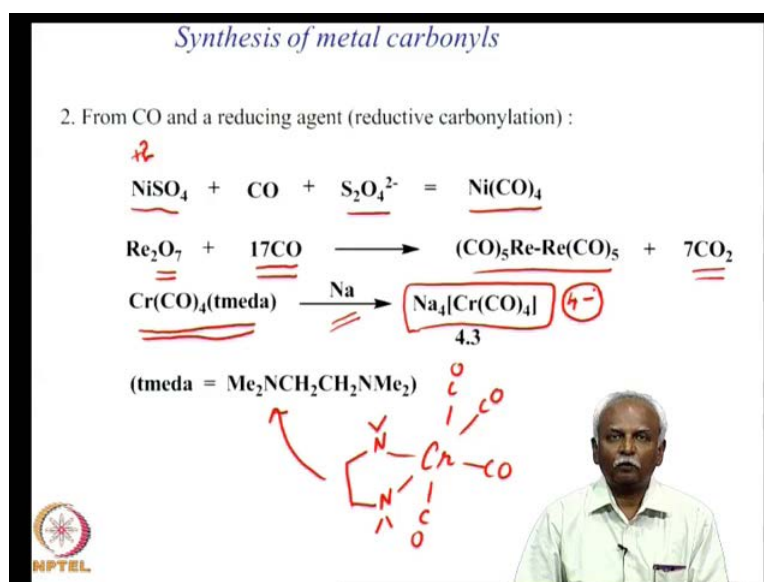 Synthesis of metal carbonyls
2. From CO and a reducing agent (reductive carbonylation) :
+2
NiSO₄ + CO + S₂O₄²⁻ = Ni(CO)₄
Re₂O₇ + 17CO ⟶ (CO)₅Re-Re(CO)₅ + 7CO₂
Na
Cr(CO)₄(tmeda) ⟶ Na₄[Cr(CO)₄] 4-
4.3
(tmeda = Me₂NCH₂CH₂NMe₂)
O
C CO
N Cr CO
N C
O
NPTEL